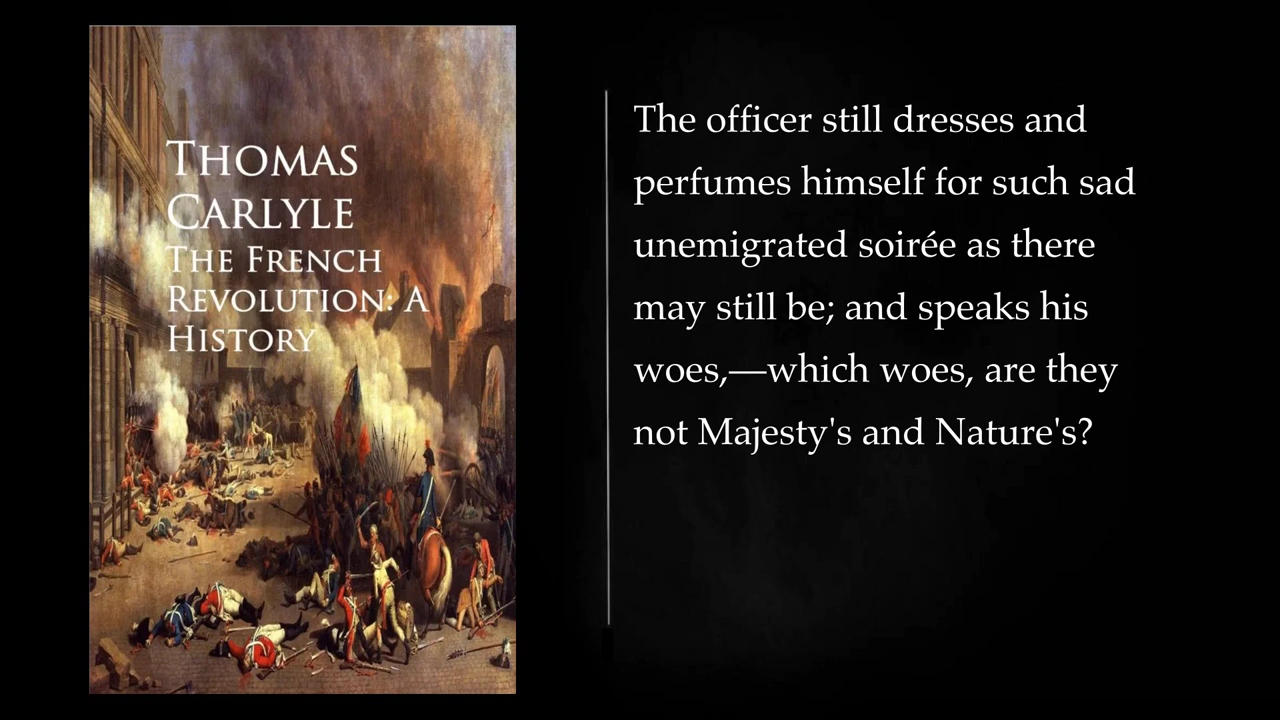 THOMAS
CARLYLE
THE FRENCH
REVOLUTION: A
HISTORY
The officer still dresses and
perfumes himself for such sad
unemigrated soirée as there
may still be; and speaks his
woes,—which woes, are they
not Majesty's and Nature's?